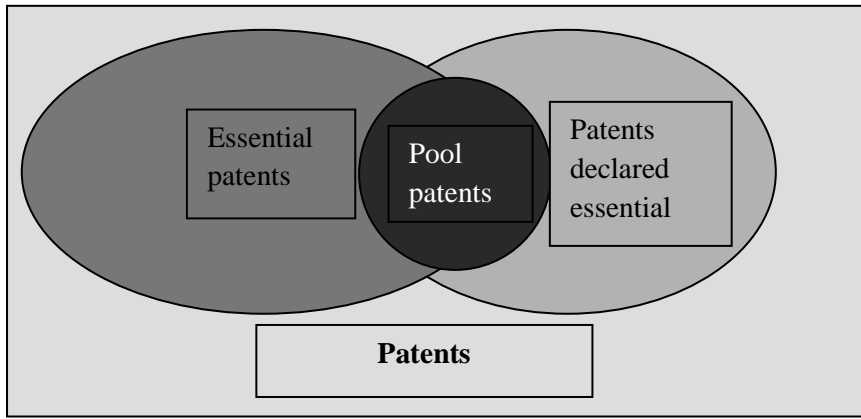 Essential
patents
Pool
patents
Patents
declared
essential
Patents